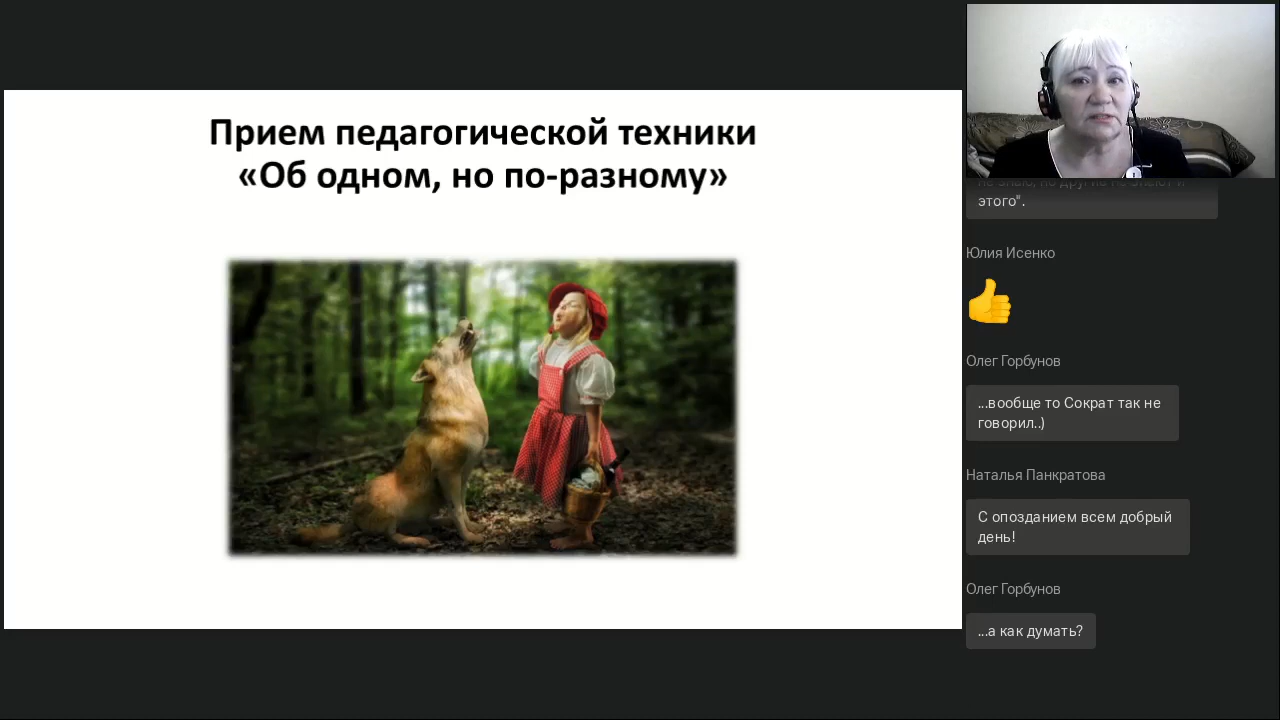 Прием педагогической техники
«Об одном, но по-разному»
этого".
Юлия Исенко
Олег Горбунов
...вообще то Сократ так не
говорил..)
Наталья Панкратова
С опозданием всем добрый
день!
Олег Горбунов
...а как думать?